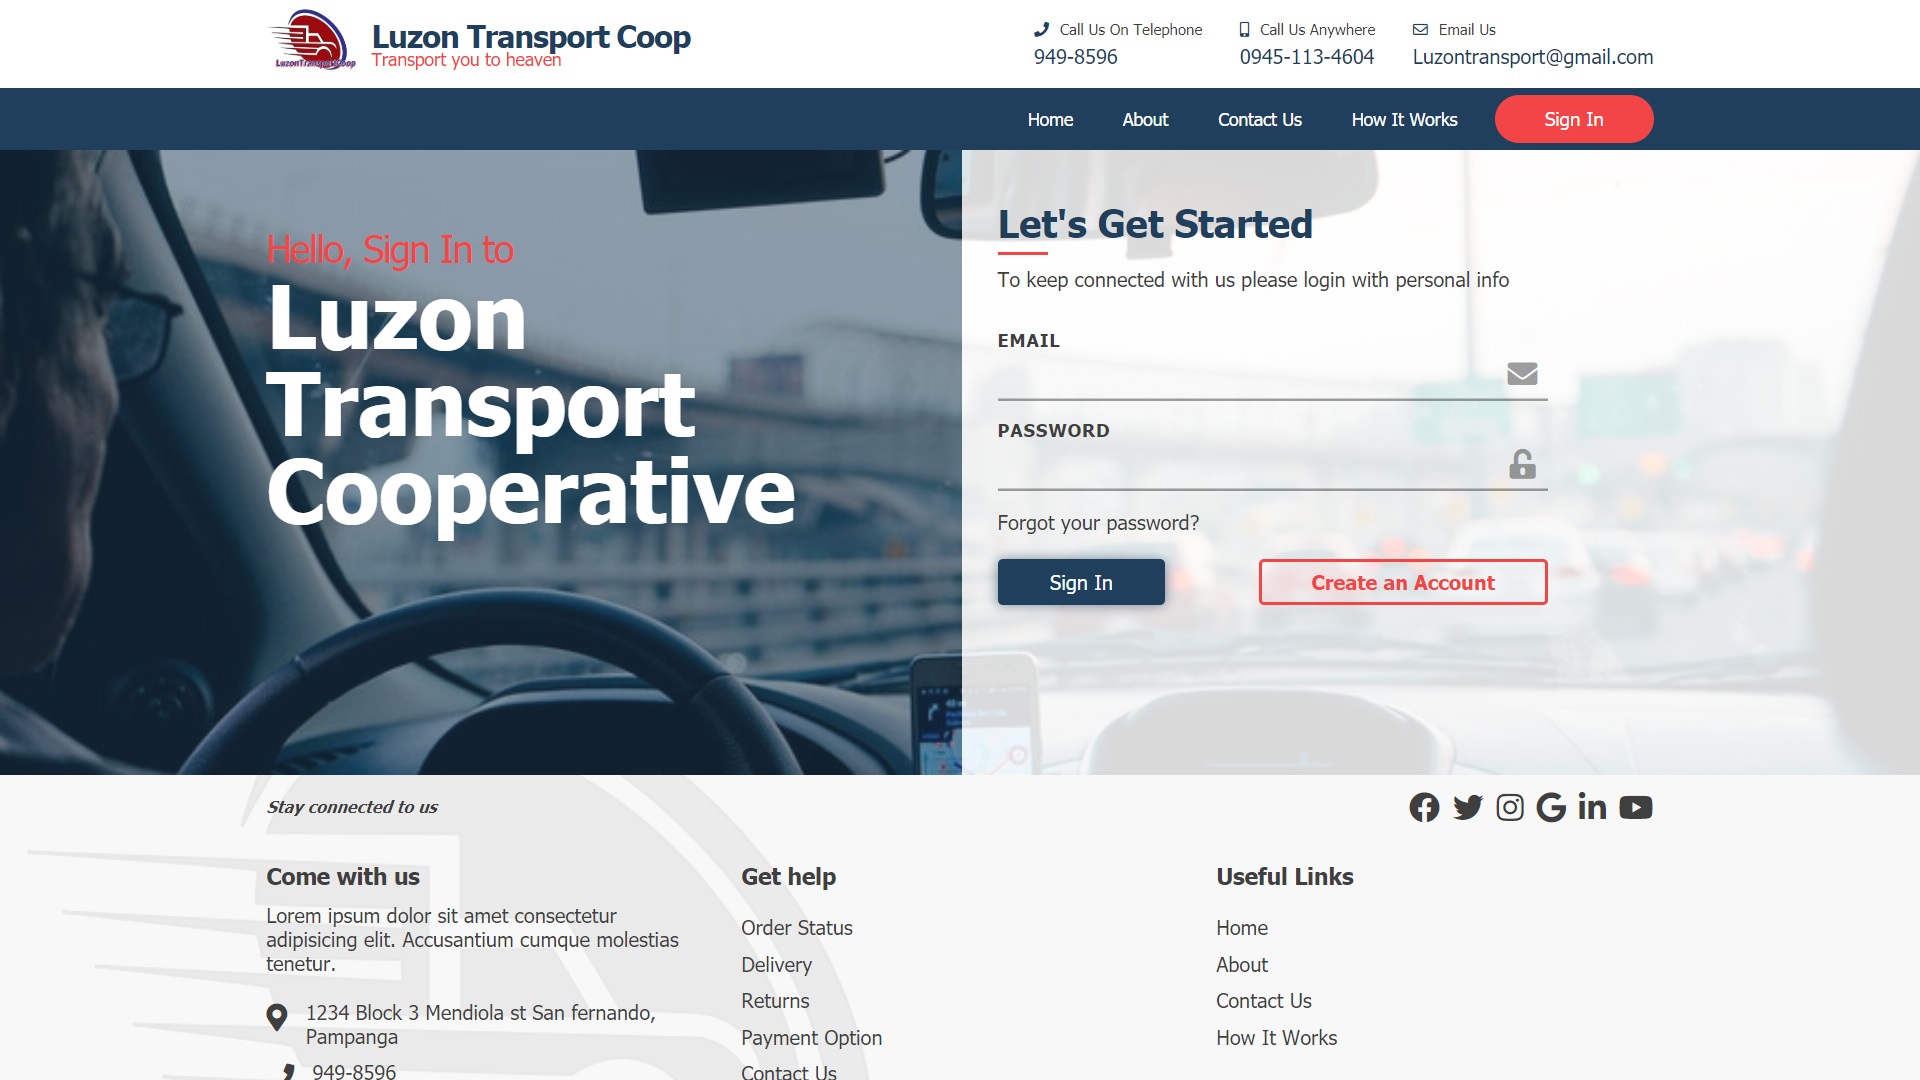 LuzonTransportCoop
Luzon Transport Coop
Transport you to heaven
Call Us On Telephone
949-8596
Call Us Anywhere
0945-113-4604
Email Us
Luzontransport@gmail.com
Home
About
Contact Us
How It Works
Sign In
Hello, Sign In to
Luzon
Transport
Cooperative
Let's Get Started
To keep connected with us please login with personal info
EMAIL
PASSWORD
Forgot your password?
Sign In
Create an Account
Stay connected to us
Come with us
Lorem ipsum dolor sit amet consectetur
adipisicing elit. Accusantium cumque molestias
tenetur.
1234 Block 3 Mendiola st San fernando,
Pampanga
949-8596
Get help
Order Status
Delivery
Returns
Payment Option
Contact Us
Useful Links
Home
About
Contact Us
How It Works